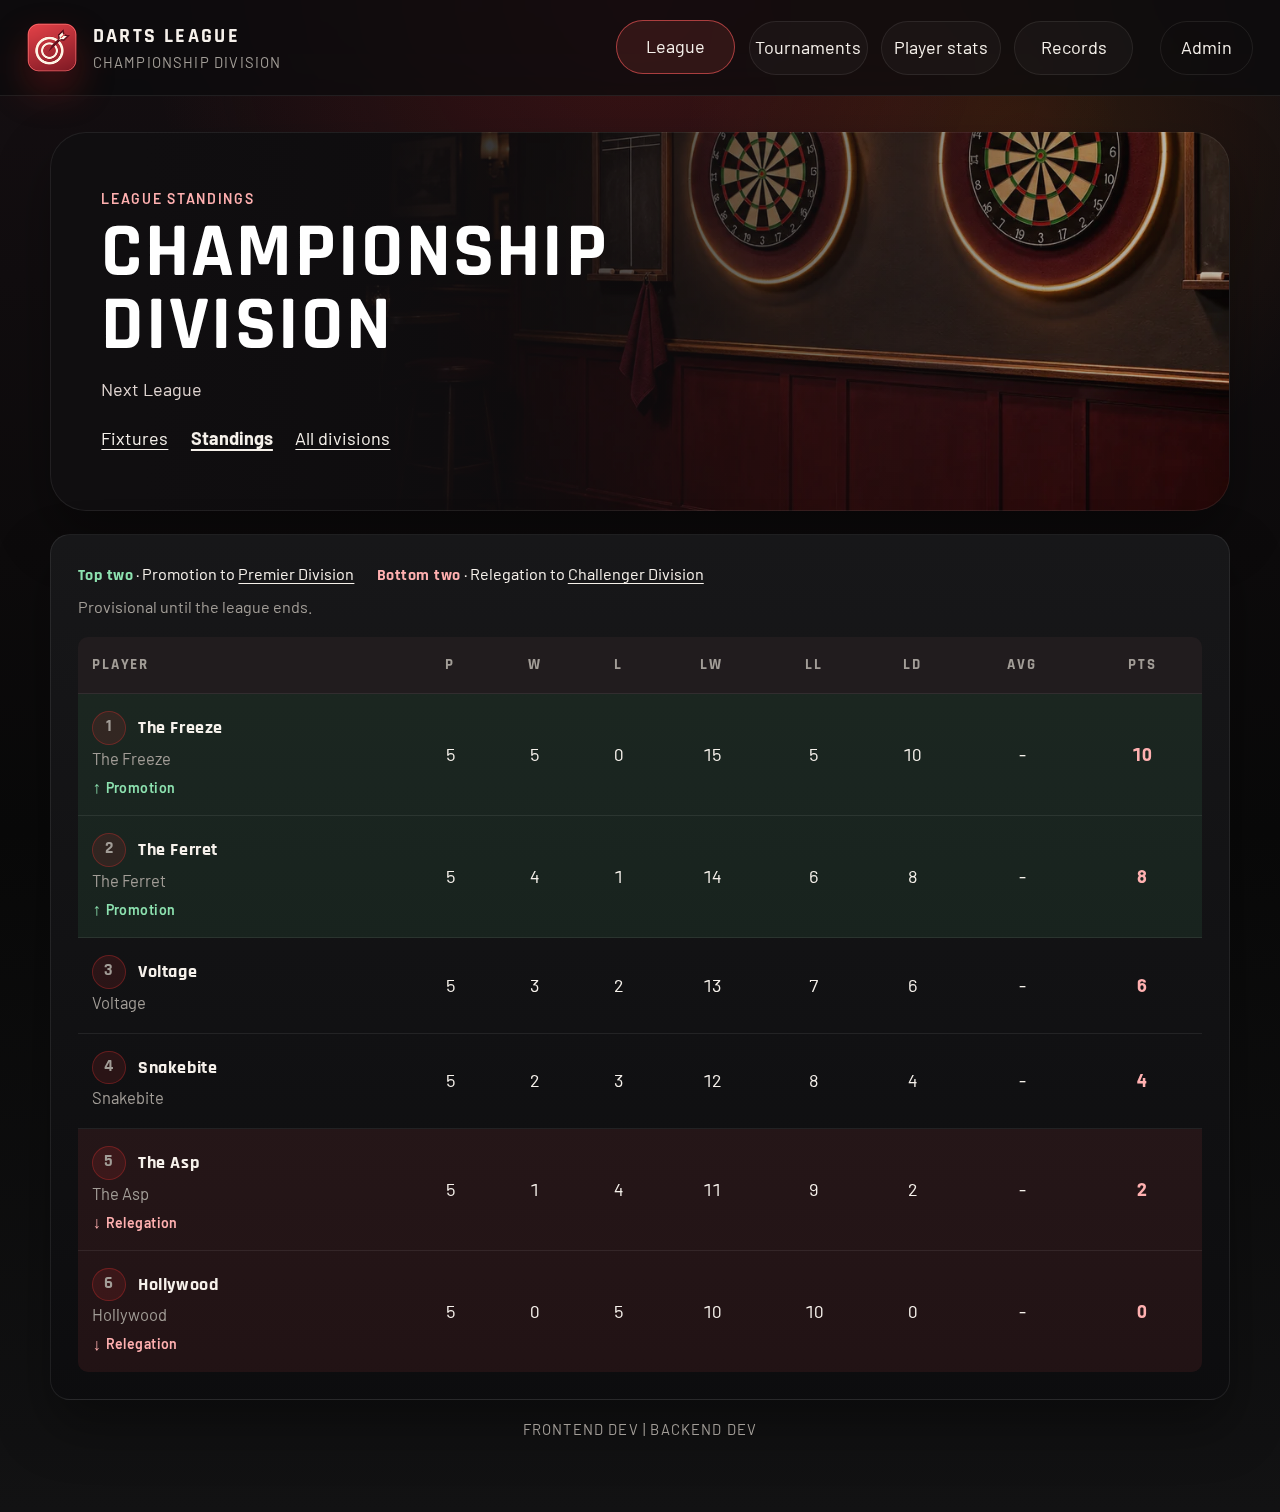 DARTS LEAGUE
CHAMPIONSHIP DIVISION
League Tournaments Player stats Records Admin
LEAGUE STANDINGS
CHAMPIONSHIP
DIVISION
Next League
Fixtures Standings All divisions
Top two · Promotion to Premier Division Bottom two · Relegation to Challenger Division
Provisional until the league ends.
PLAYER P W L LW LL LD AVG PTS
1 The Freeze
The Freeze
↑ Promotion
5 5 0 15 5 10 - 10
2 The Ferret
The Ferret
↑ Promotion
5 4 1 14 6 8 - 8
3 Voltage
Voltage
5 3 2 13 7 6 - 6
4 Snakebite
Snakebite
5 2 3 12 8 4 - 4
5 The Asp
The Asp
↓ Relegation
5 1 4 11 9 2 - 2
6 Hollywood
Hollywood
↓ Relegation
5 0 5 10 10 0 - 0
FRONTEND DEV | BACKEND DEV